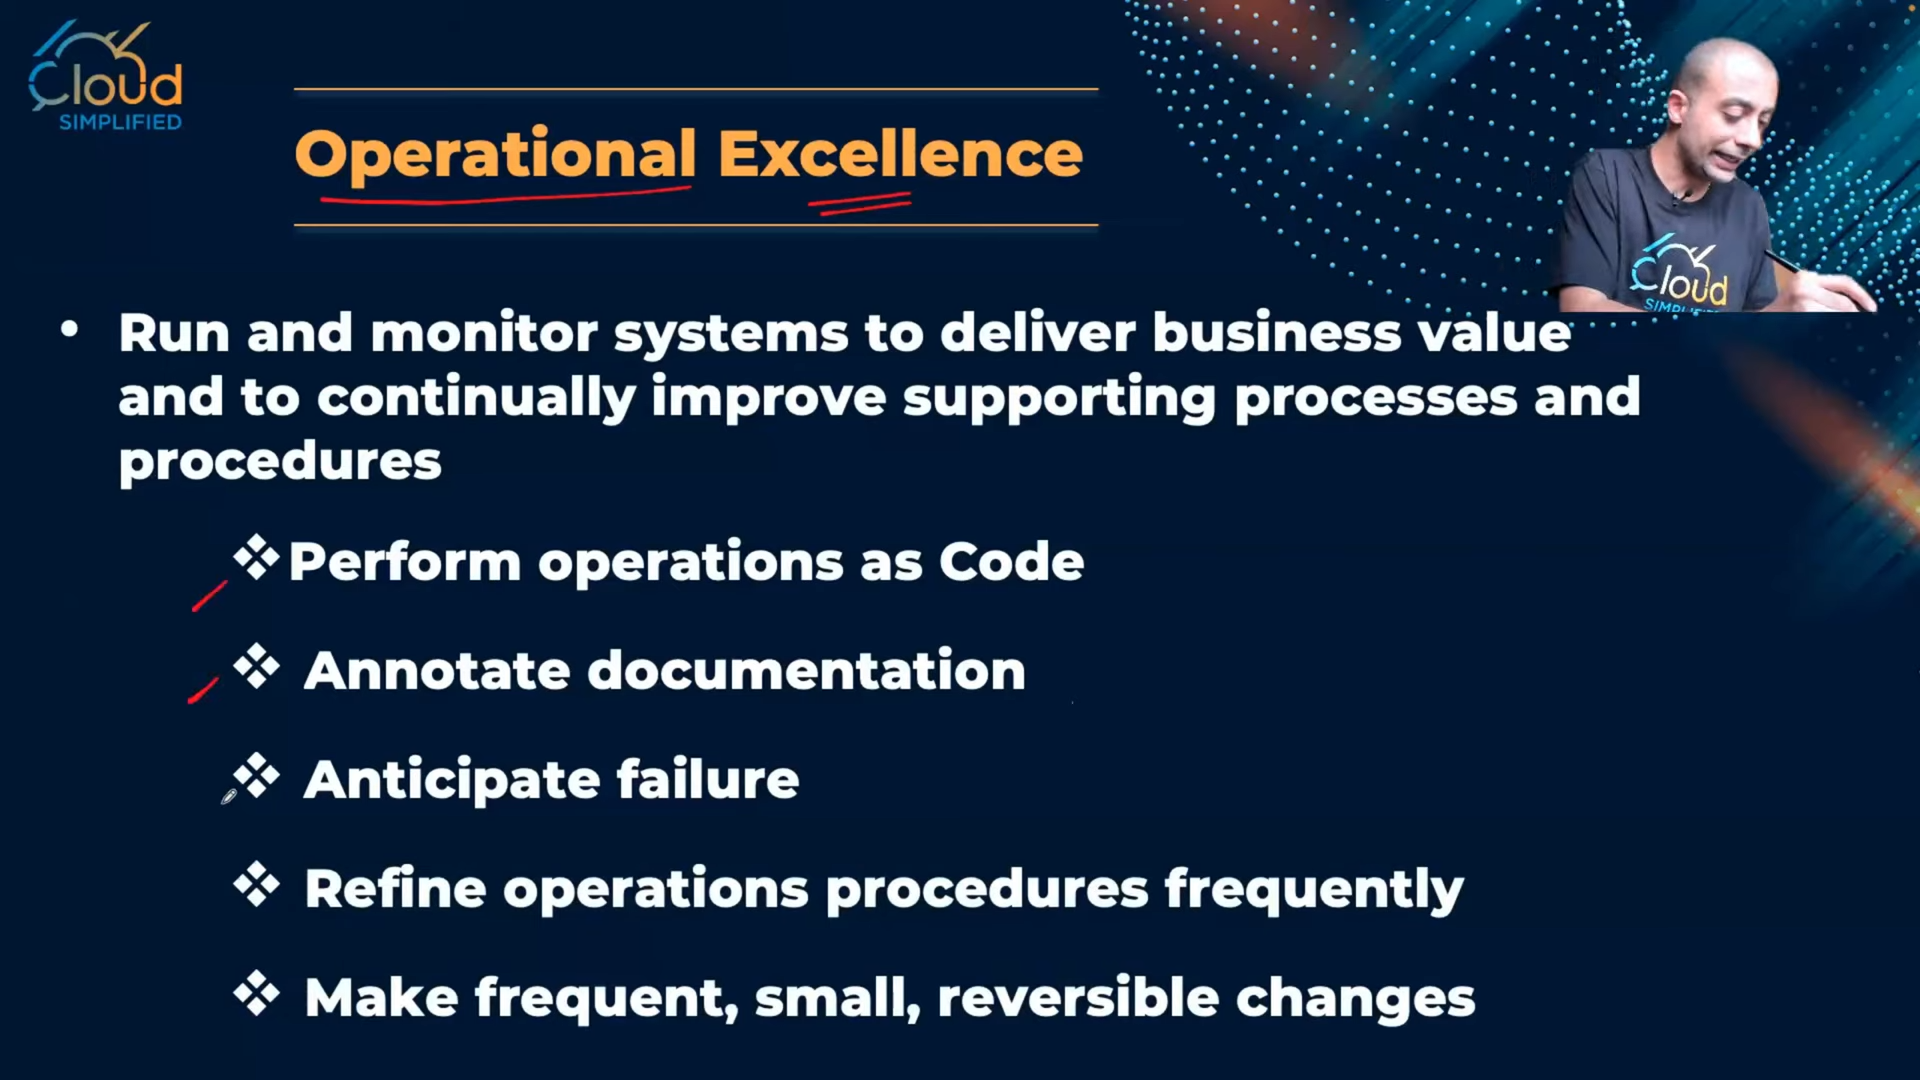 Cloud
SIMPLIFIED
Operational Excellence
Cloud
SIMPLIFIED
• Run and monitor systems to deliver business value
and to continually improve supporting processes and
procedures
❖ Perform operations as Code
❖ Annotate documentation
❖ Anticipate failure
❖ Refine operations procedures frequently
❖ Make frequent, small, reversible changes